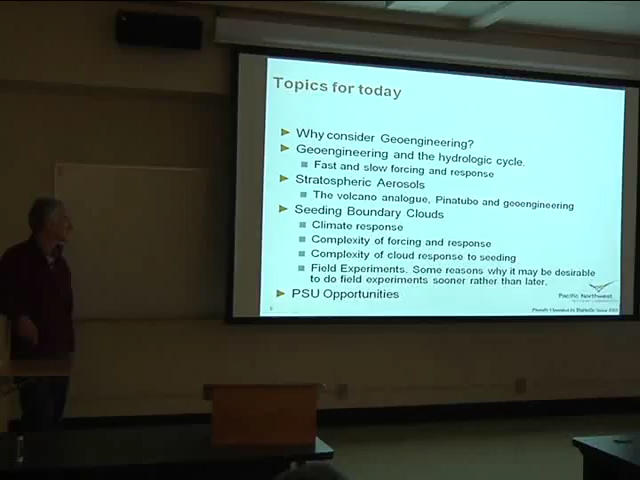 Topics for today
Why consider Geoengineering?
Geoengineering and the hydrologic cycle.
Fast and slow forcing and response
Stratospheric Aerosols
The volcano analogue, Pinatubo and geoengineering
Seeding Boundary Clouds
Climate response
Complexity of forcing and response
Complexity of cloud response to seeding
Field Experiments. Some reasons why it may be desirable
to do field experiments sooner rather than later.
PSU Opportunities
Pacific Northwest